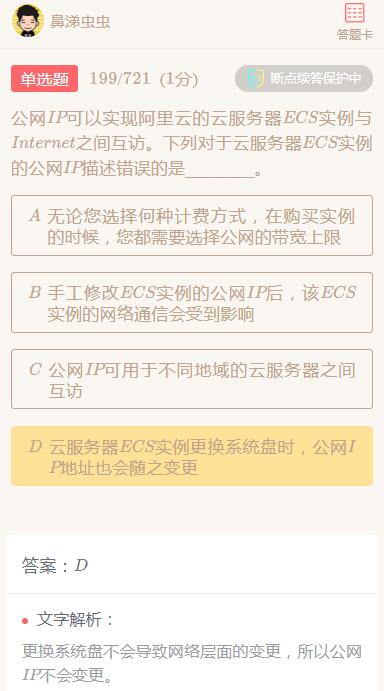 鼻涕虫虫
答题卡
单选题 199/721 (1分) 断点续答保护中
公网IP可以实现阿里云的云服务器ECS实例与
Internet之间互访。下列对于云服务器ECS实例
的公网IP描述错误的是_______。
A 无论您选择何种计费方式，在购买实例
的时候，您都需要选择公网的带宽上限
B 手工修改ECS实例的公网IP后，该ECS
实例的网络通信会受到影响
C 公网IP可用于不同地域的云服务器之间
互访
D 云服务器ECS实例更换系统盘时，公网I
P地址也会随之变更
答案：D
文字解析：
更换系统盘不会导致网络层面的变更，所以公网
IP不会变更。